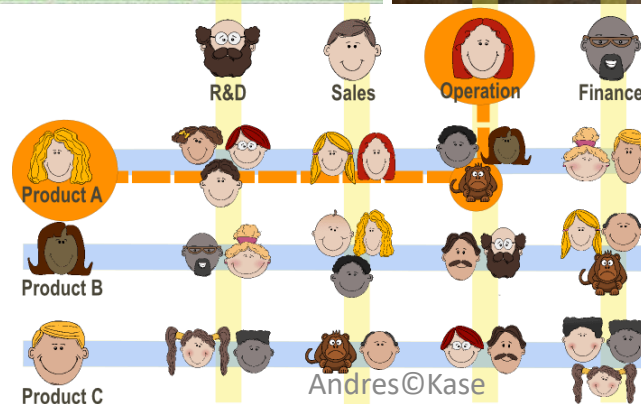 R&D
Sales
Operation
Finance
Product A
Product B
Product C
Andres©Kase